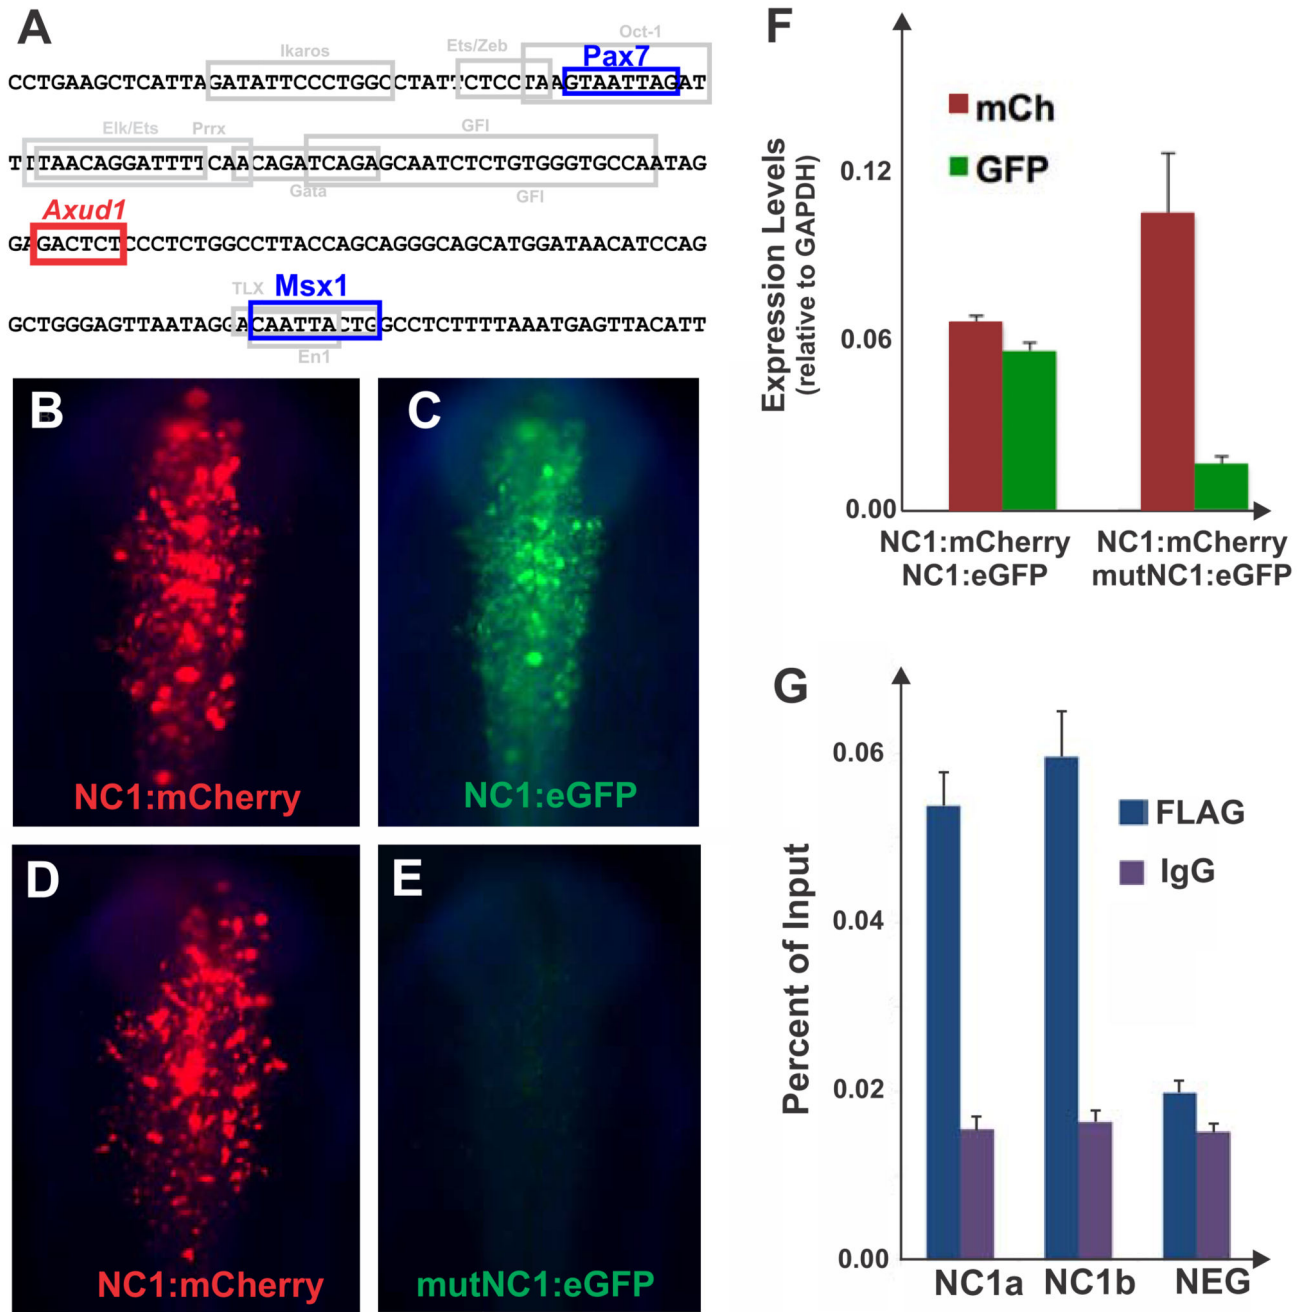 A
Ikaros
Ets/Zeb
Oct-1
Pax7
CCTGAAGCTCATTAGATATTCCCTGGCCTATTCTCCTAAGTAATTAGAT
Elk/Ets
Prrx
GFI
TTTAACAGGATTTTCAACAGATCAGAGCAATCTCTGTGGGTGCCAATAG
Gata
GFI
Axud1
GAGACTCTCCCTCTGGCCTTACCAGCAGGGCAGCATGGATAACATCCAG
TLX
Msx1
GCTGGGAGTTAATAGGACAATTACTGGCCTCTTTTAAATGAGTTACATT
En1
B
NC1:mCherry
C
NC1:eGFP
D
NC1:mCherry
E
mutNC1:eGFP
F
mCh
GFP
Expression Levels
(relative to GAPDH)
0.12
0.06
0.00
NC1:mCherry
NC1:eGFP
NC1:mCherry
mutNC1:eGFP
G
FLAG
IgG
Percent of Input
0.06
0.04
0.02
0.00
NC1a
NC1b
NEG